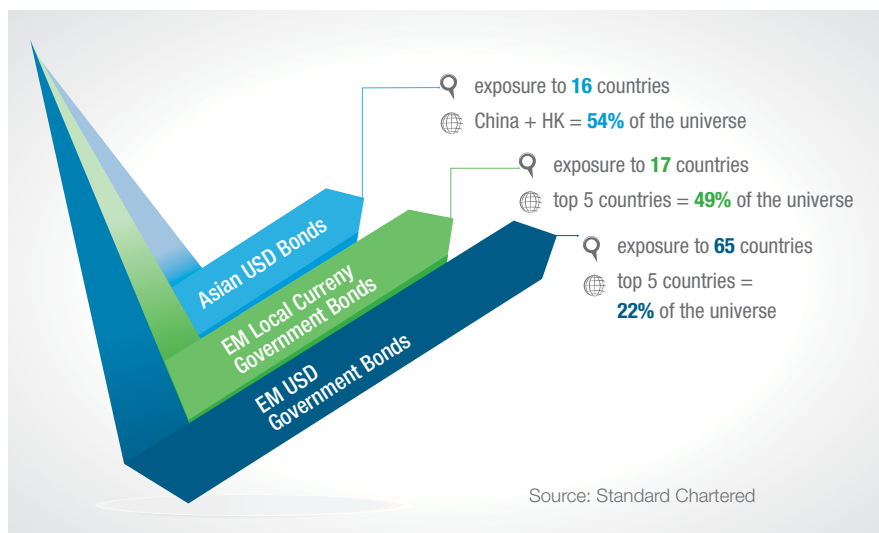 exposure to 16 countries
China + HK = 54% of the universe
exposure to 17 countries
top 5 countries = 49% of the universe
exposure to 65 countries
top 5 countries =
22% of the universe
Asian USD Bonds
EM Local Curreny
Government Bonds
EM USD
Government Bonds
Source: Standard Chartered